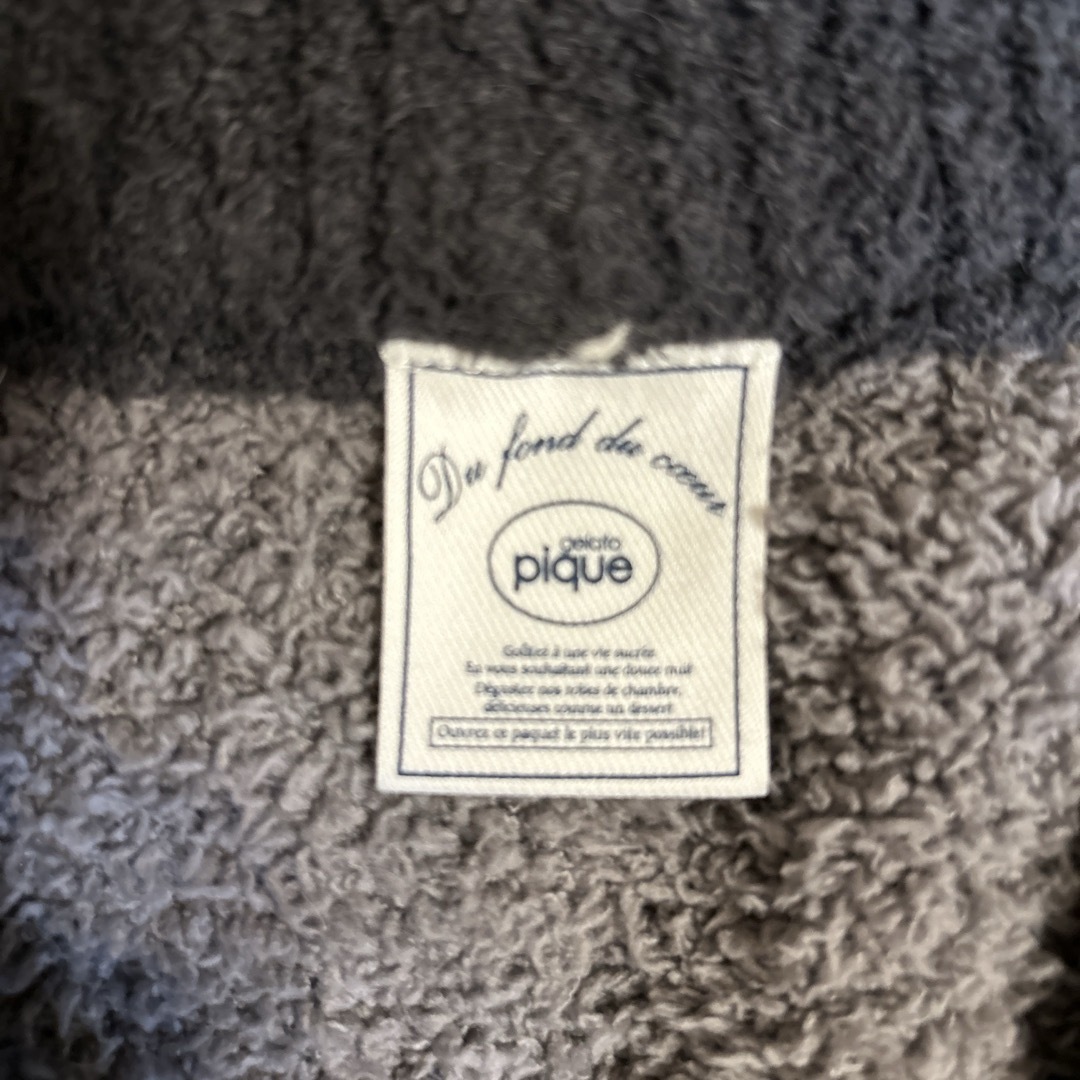 Du fond du cœur
gelato
pique
Goûtez à une vie sucrée
En vous souhaitant une douce nuit
Dégustez nos robes de chambre,
délicieuses comme un dessert
Ouvrez ce paquet le plus vite possible!